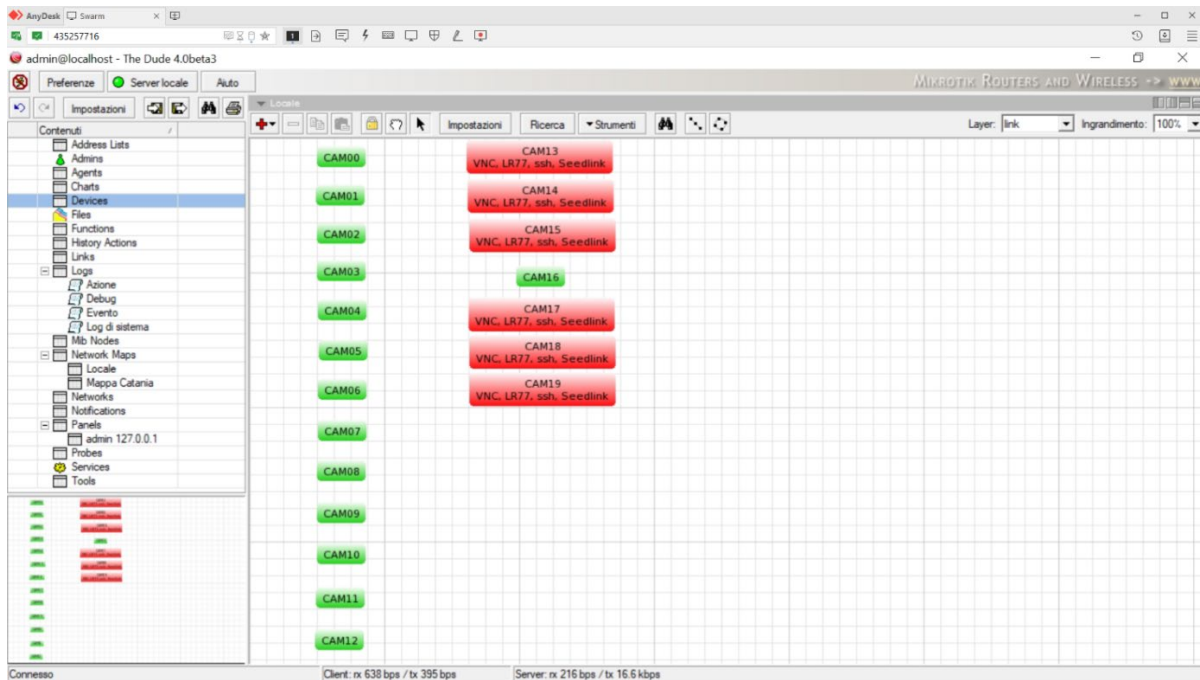 AnyDesk Swarm
435257716
admin@localhost - The Dude 4.0beta3
Preferenze Server locale Aiuto
MIKROTIK ROUTERS AND WIRELESS -> www
Impostazioni
Locale
Impostazioni Ricerca Strumenti Layer: link Ingrandimento: 100%
Contenuti
Address Lists
Admins
Agents
Charts
Devices
Files
Functions
History Actions
Links
Logs
Azione
Debug
Evento
Log di sistema
Mib Nodes
Network Maps
Locale
Mappa Catania
Networks
Notifications
Panels
admin 127.0.0.1
Probes
Services
Tools
CAM00
CAM01
CAM02
CAM03
CAM04
CAM05
CAM06
CAM07
CAM08
CAM09
CAM10
CAM11
CAM12
CAM13
VNC, LR77, ssh, Seedlink
CAM14
VNC, LR77, ssh, Seedlink
CAM15
VNC, LR77, ssh, Seedlink
CAM16
CAM17
VNC, LR77, ssh, Seedlink
CAM18
VNC, LR77, ssh, Seedlink
CAM19
VNC, LR77, ssh, Seedlink
Connesso Client: rx 638 bps / tx 395 bps Server: rx 216 bps / tx 16.6 kbps